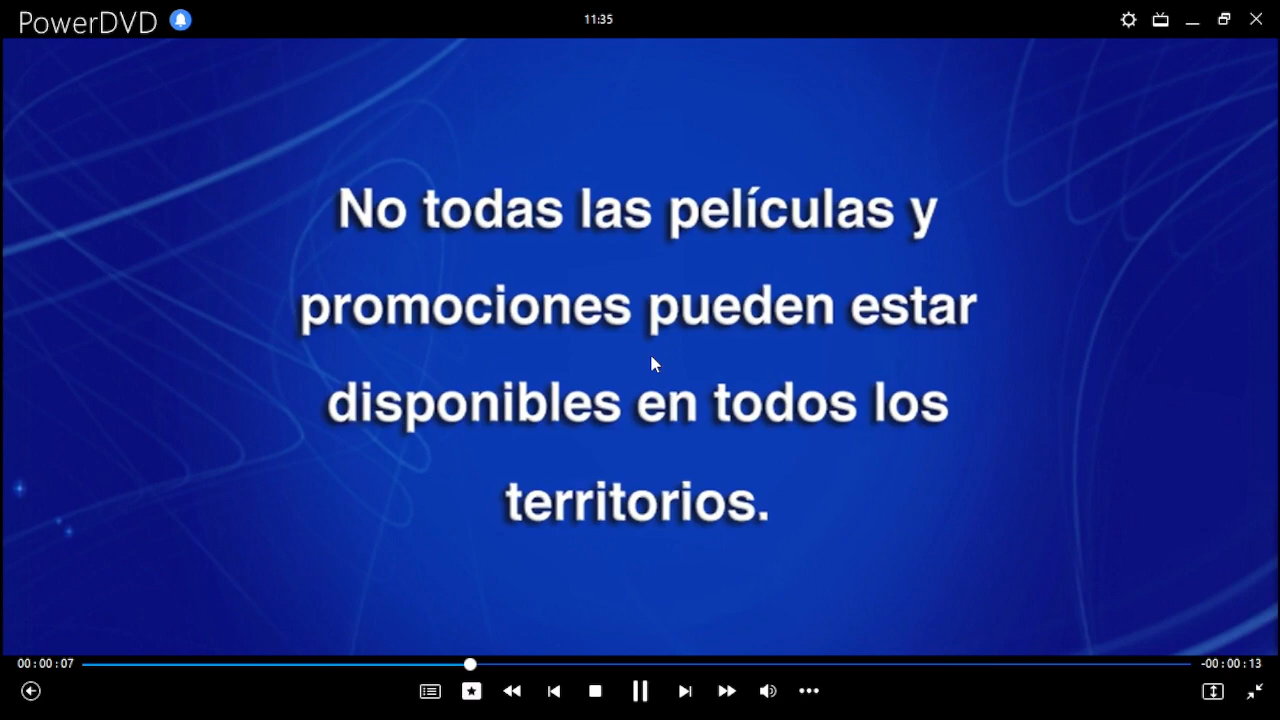 PowerDVD
11:35
No todas las películas y
promociones pueden estar
disponibles en todos los
territorios.
00:00:07
-00:00:13